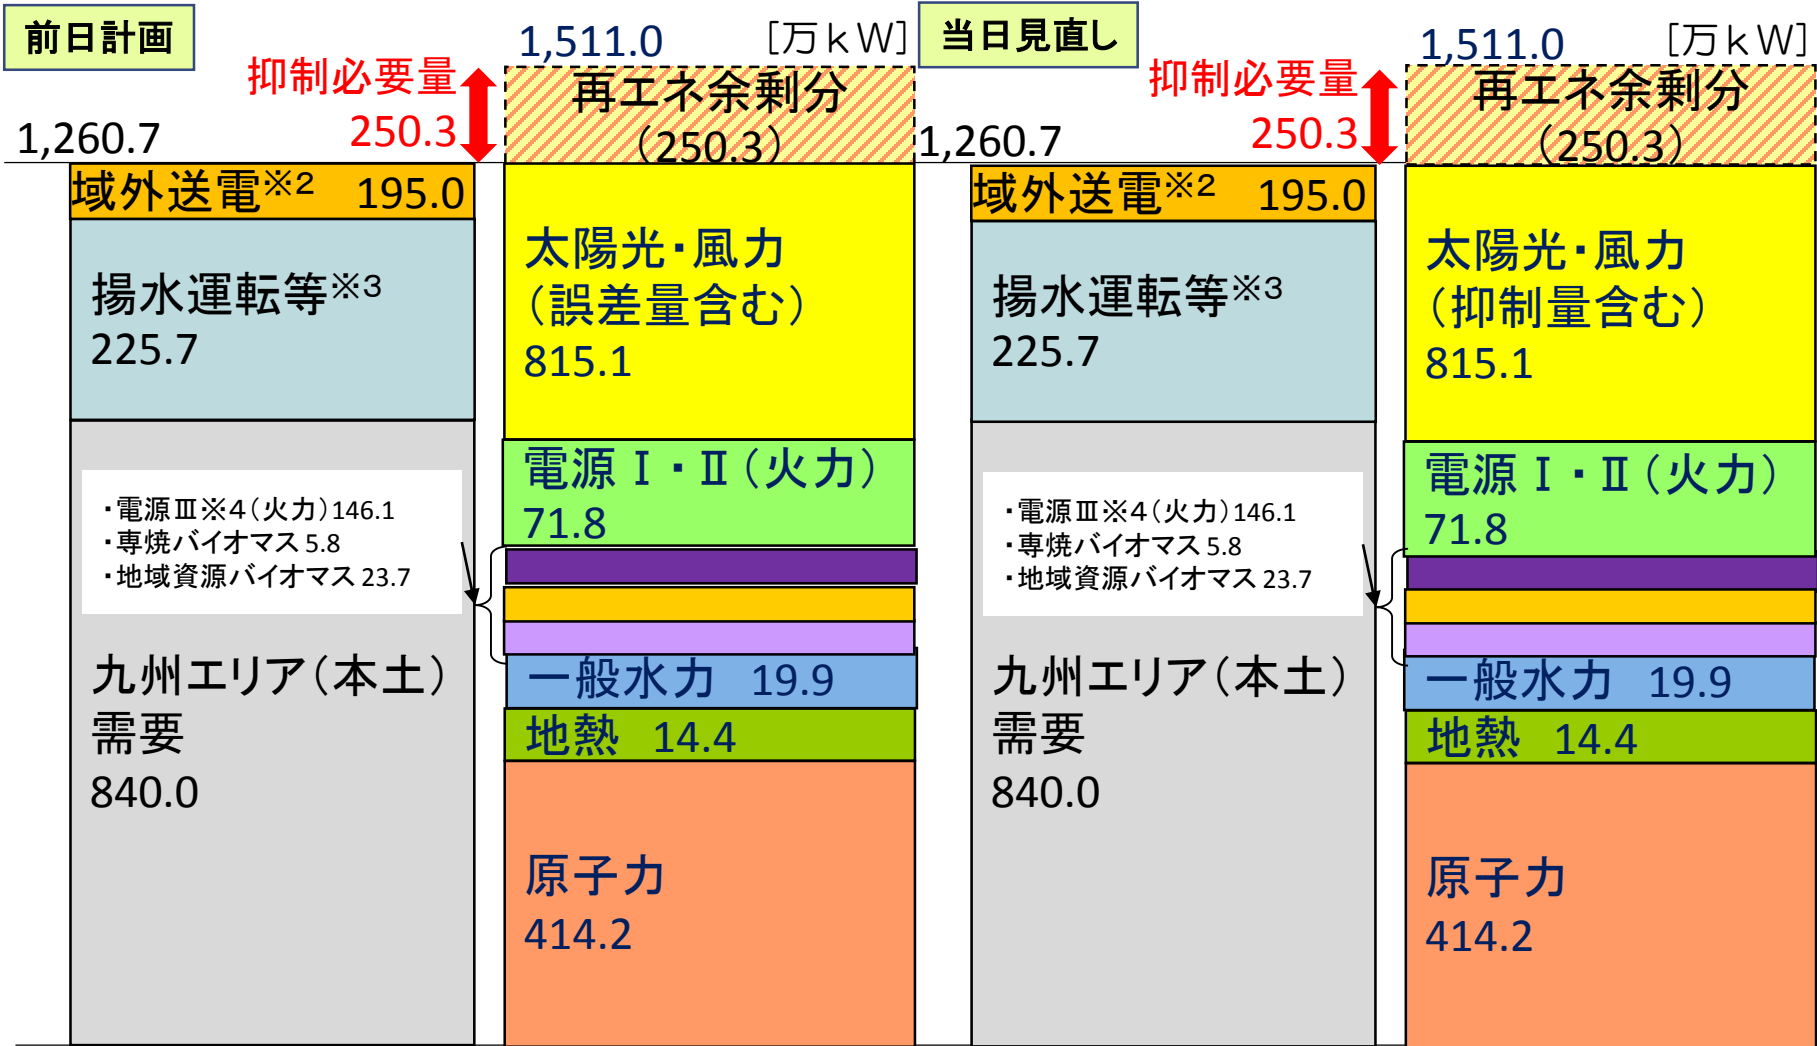 前日計画
1,511.0 [万kW]
抑制必要量
250.3
再エネ余剰分
(250.3)
1,260.7
域外送電※2 195.0
揚水運転等※3
225.7
太陽光・風力
(誤差量含む)
815.1
電源Ⅰ・Ⅱ(火力)
71.8
・電源Ⅲ※4(火力)146.1
・専焼バイオマス 5.8
・地域資源バイオマス 23.7
九州エリア(本土)
需要
840.0
一般水力 19.9
地熱 14.4
原子力
414.2
当日見直し
1,511.0 [万kW]
抑制必要量
250.3
再エネ余剰分
(250.3)
1,260.7
域外送電※2 195.0
揚水運転等※3
225.7
太陽光・風力
(抑制量含む)
815.1
電源Ⅰ・Ⅱ(火力)
71.8
・電源Ⅲ※4(火力)146.1
・専焼バイオマス 5.8
・地域資源バイオマス 23.7
九州エリア(本土)
需要
840.0
一般水力 19.9
地熱 14.4
原子力
414.2